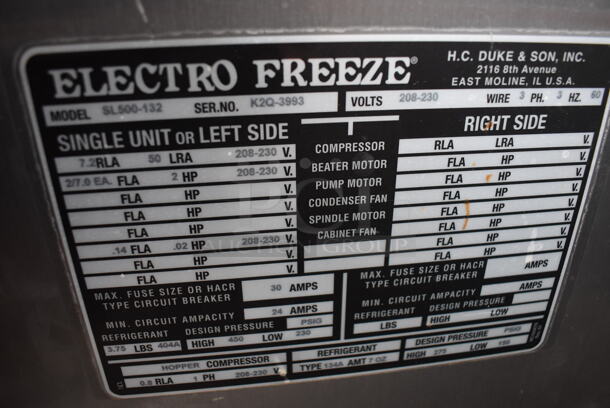 ELECTRO FREEZE®
H.C. DUKE & SON, INC.
2116 8th Avenue
EAST MOLINE, IL U.S.A.
MODEL SL500-132 SER.NO. K2Q-3993 VOLTS 208-230 WIRE 3 PH. 3 HZ. 60
SINGLE UNIT OR LEFT SIDE
RIGHT SIDE
7.2 RLA 50 LRA 208-230 V. COMPRESSOR RLA LRA V.
2/7.0 EA. FLA 2 HP 208-230 V. BEATER MOTOR FLA HP V.
FLA HP V. PUMP MOTOR FLA HP V.
FLA HP V. CONDENSER FAN FLA HP V.
FLA HP V. SPINDLE MOTOR FLA HP V.
.14 FLA .02 HP 208-230 V. CABINET FAN FLA HP V.
FLA HP V. FLA HP V.
FLA HP V. FLA HP V.
MAX. FUSE SIZE OR HACR
TYPE CIRCUIT BREAKER 30 AMPS
MIN. CIRCUIT AMPACITY 24 AMPS
REFRIGERANT DESIGN PRESSURE PSIG
3.75 LBS 404A HIGH 450 LOW 230
MAX. FUSE SIZE OR HACR
TYPE CIRCUIT BREAKER AMPS
MIN. CIRCUIT AMPACITY AMPS
REFRIGERANT DESIGN PRESSURE
LBS HIGH LOW
HOPPER COMPRESSOR REFRIGERANT DESIGN PRESSURE PSIG
0.8 RLA 1 PH 208-230 V TYPE 134A AMT 7 OZ HIGH 275 LOW